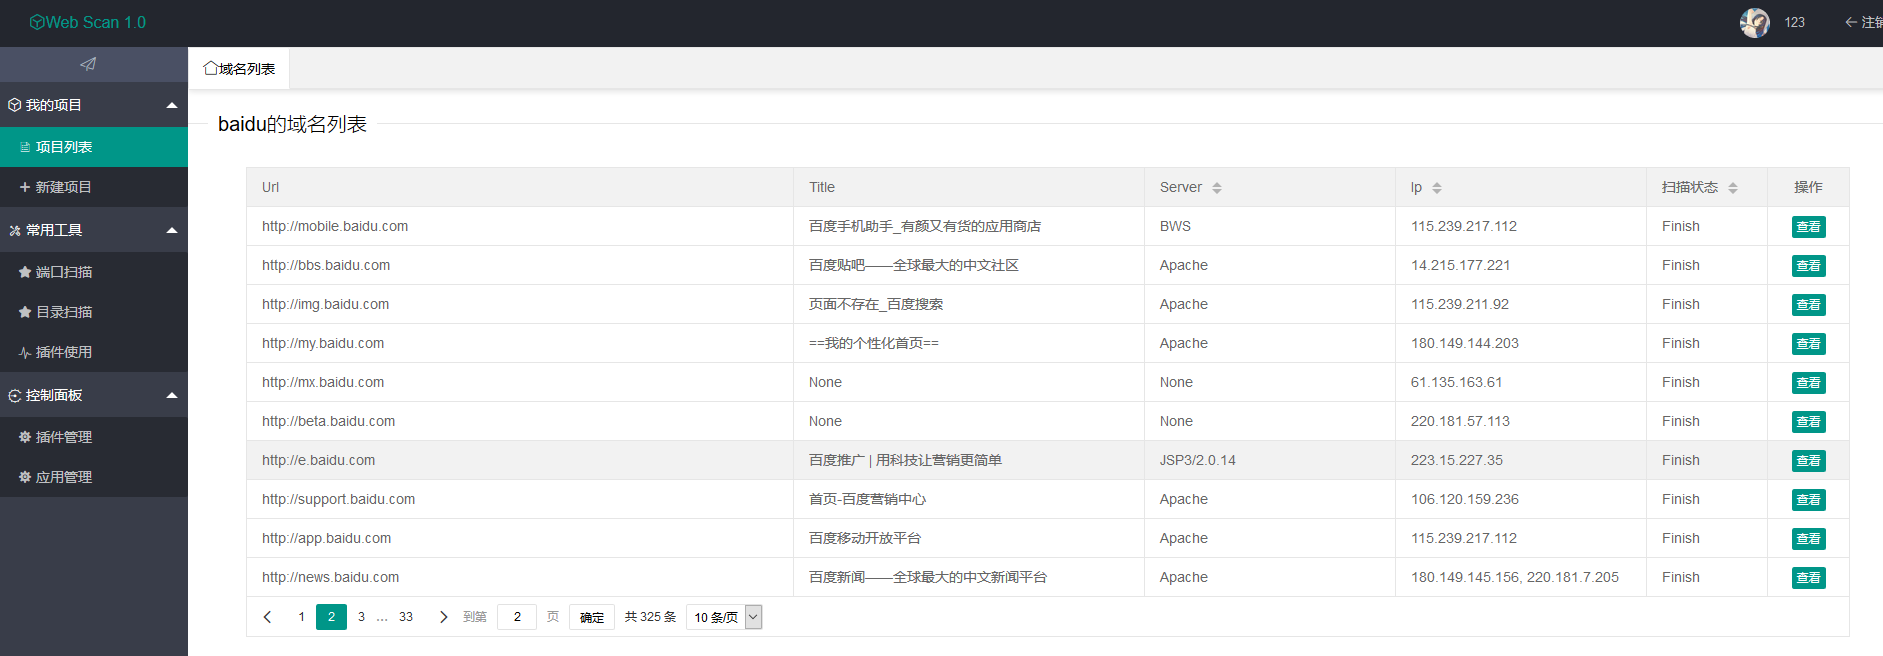 Web Scan 1.0
123
注销
我的项目
项目列表
新建项目
常用工具
端口扫描
目录扫描
插件使用
控制面板
插件管理
应用管理
域名列表
baidu的域名列表
Url Title Server Ip 扫描状态 操作
http://mobile.baidu.com 百度手机助手_有颜又有货的应用商店 BWS 115.239.217.112 Finish 查看
http://bbs.baidu.com 百度贴吧——全球最大的中文社区 Apache 14.215.177.221 Finish 查看
http://img.baidu.com 页面不存在_百度搜索 Apache 115.239.211.92 Finish 查看
http://my.baidu.com ==我的个性化首页== Apache 180.149.144.203 Finish 查看
http://mx.baidu.com None None 61.135.163.61 Finish 查看
http://beta.baidu.com None None 220.181.57.113 Finish 查看
http://e.baidu.com 百度推广 | 用科技让营销更简单 JSP3/2.0.14 223.15.227.35 Finish 查看
http://support.baidu.com 首页-百度营销中心 Apache 106.120.159.236 Finish 查看
http://app.baidu.com 百度移动开放平台 Apache 115.239.217.112 Finish 查看
http://news.baidu.com 百度新闻——全球最大的中文新闻平台 Apache 180.149.145.156, 220.181.7.205 Finish 查看
1 2 3 … 33 到第 2 页 确定 共 325 条 10 条/页